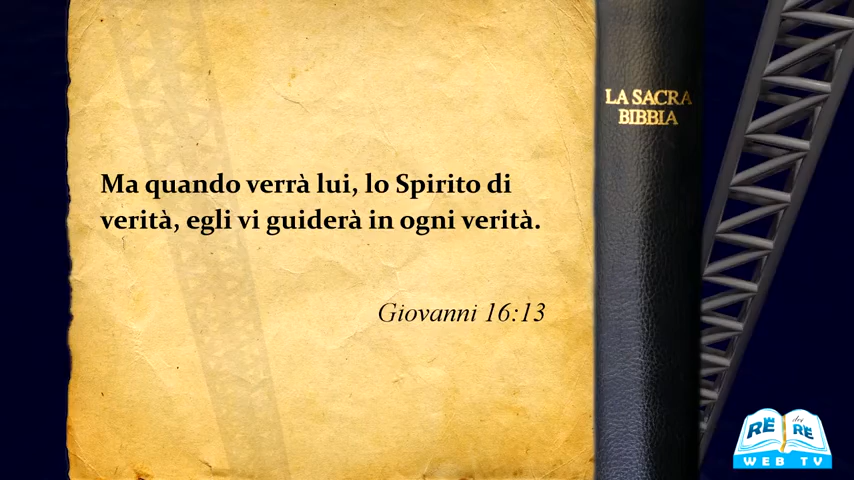 Ma quando verrà lui, lo Spirito di
verità, egli vi guiderà in ogni verità.
Giovanni 16:13
LA SACRA
BIBBIA
RE dei RE
WEB TV